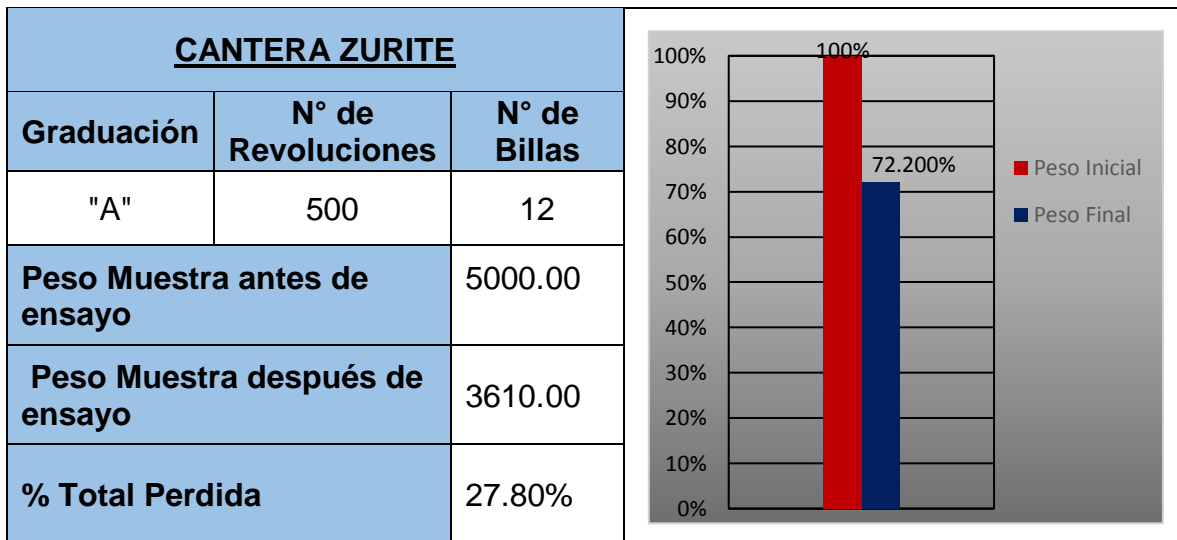 CANTERA ZURITE
Graduación
N° de
Revoluciones
N° de
Billas
"A"
500
12
Peso Muestra antes de
ensayo
5000.00
Peso Muestra después de
ensayo
3610.00
% Total Perdida
27.80%
100%
90%
80%
70%
60%
50%
40%
30%
20%
10%
0%
100%
72.200%
Peso Inicial
Peso Final